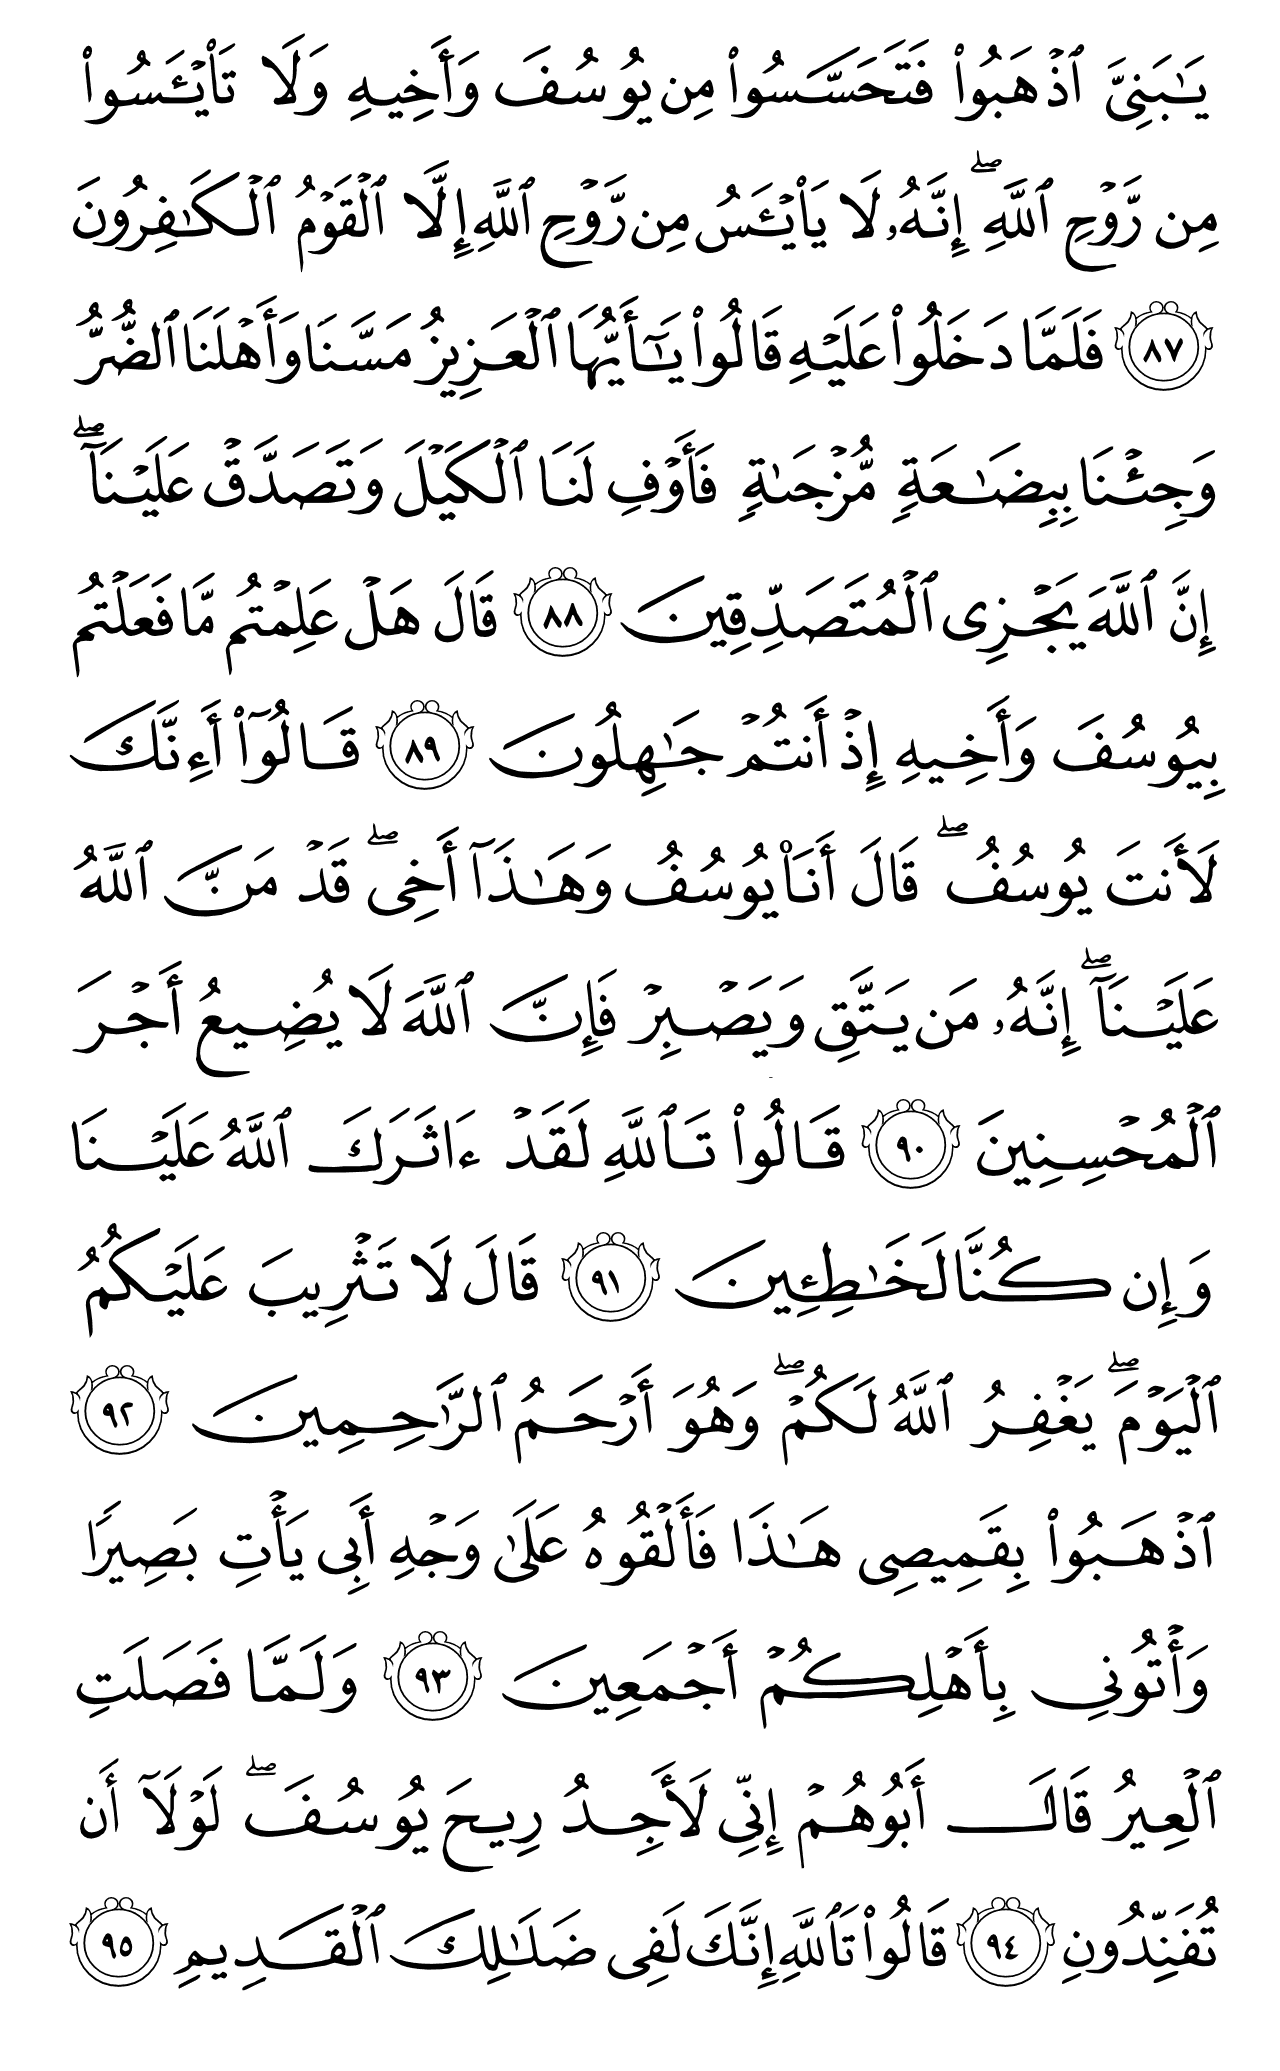 يَـٰبَنِىَّ ٱذْهَبُوا۟ فَتَحَسَّسُوا۟ مِن يُوسُفَ وَأَخِيهِ وَلَا تَا۟يْـَٔسُوا۟
مِن رَّوْحِ ٱللَّهِ ۖ إِنَّهُۥ لَا يَا۟يْـَٔسُ مِن رَّوْحِ ٱللَّهِ إِلَّا ٱلْقَوْمُ ٱلْكَـٰفِرُونَ
٨٧ فَلَمَّا دَخَلُوا۟ عَلَيْهِ قَالُوا۟ يَـٰٓأَيُّهَا ٱلْعَزِيزُ مَسَّنَا وَأَهْلَنَا ٱلضُّرُّ
وَجِئْنَا بِبِضَـٰعَةٍ مُّزْجَىٰةٍ فَأَوْفِ لَنَا ٱلْكَيْلَ وَتَصَدَّقْ عَلَيْنَآ ۖ
إِنَّ ٱللَّهَ يَجْزِى ٱلْمُتَصَدِّقِينَ ٨٨ قَالَ هَلْ عَلِمْتُم مَّا فَعَلْتُم
بِيُوسُفَ وَأَخِيهِ إِذْ أَنتُمْ جَـٰهِلُونَ ٨٩ قَالُوٓا۟ أَءِنَّكَ
لَأَنتَ يُوسُفُ ۖ قَالَ أَنَا۠ يُوسُفُ وَهَـٰذَآ أَخِى ۖ قَدْ مَنَّ ٱللَّهُ
عَلَيْنَآ ۖ إِنَّهُۥ مَن يَتَّقِ وَيَصْبِرْ فَإِنَّ ٱللَّهَ لَا يُضِيعُ أَجْرَ
ٱلْمُحْسِنِينَ ٩٠ قَالُوا۟ تَٱللَّهِ لَقَدْ ءَاثَرَكَ ٱللَّهُ عَلَيْنَا
وَإِن كُنَّا لَخَـٰطِـِٔينَ ٩١ قَالَ لَا تَثْرِيبَ عَلَيْكُمُ
ٱلْيَوْمَ ۖ يَغْفِرُ ٱللَّهُ لَكُمْ ۖ وَهُوَ أَرْحَمُ ٱلرَّٰحِمِينَ ٩٢
ٱذْهَبُوا۟ بِقَمِيصِى هَـٰذَا فَأَلْقُوهُ عَلَىٰ وَجْهِ أَبِى يَأْتِ بَصِيرًا
وَأْتُونِى بِأَهْلِكُمْ أَجْمَعِينَ ٩٣ وَلَمَّا فَصَلَتِ
ٱلْعِيرُ قَالَ أَبُوهُمْ إِنِّى لَأَجِدُ رِيحَ يُوسُفَ ۖ لَوْلَآ أَن
تُفَنِّدُونِ ٩٤ قَالُوا۟ تَٱللَّهِ إِنَّكَ لَفِى ضَلَـٰلِكَ ٱلْقَدِيمِ ٩٥